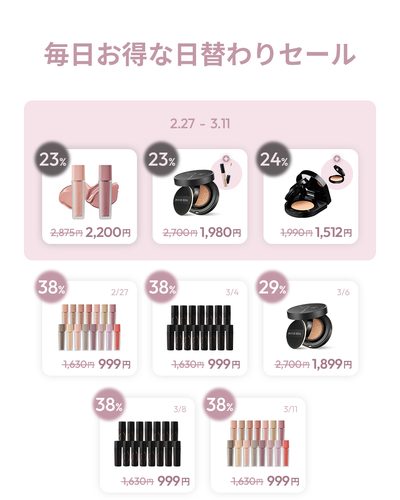 毎日お得な日替わりセール
2.27 - 3.11
23%
23%
24%
2,875円 2,200円
2,700円 1,980円
1,990円 1,512円
38%
38%
29%
2/27
3/4
3/6
1,630円 999円
1,630円 999円
2,700円 1,899円
38%
38%
3/8
3/11
1,630円 999円
1,630円 999円